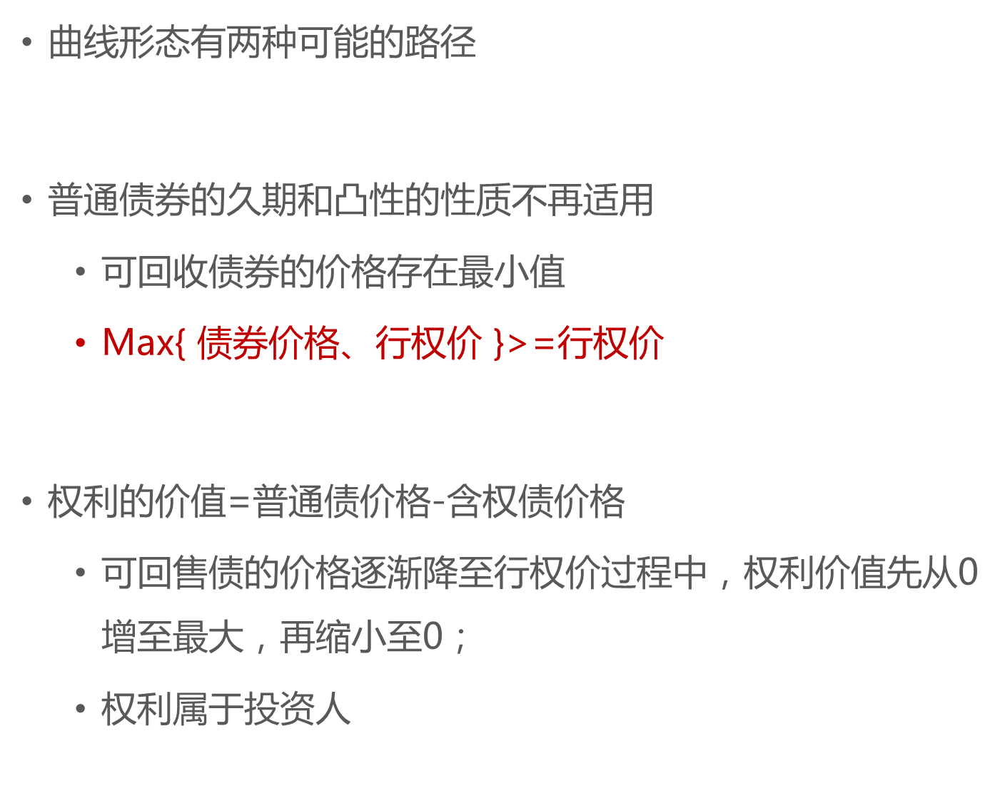 • 曲线形态有两种可能的路径
• 普通债券的久期和凸性的性质不再适用
• 可回收债券的价格存在最小值
• Max{ 债券价格、行权价 }>=行权价
• 权利的价值=普通债价格-含权债价格
• 可回售债的价格逐渐降至行权价过程中，权利价值先从0
增至最大，再缩小至0；
• 权利属于投资人